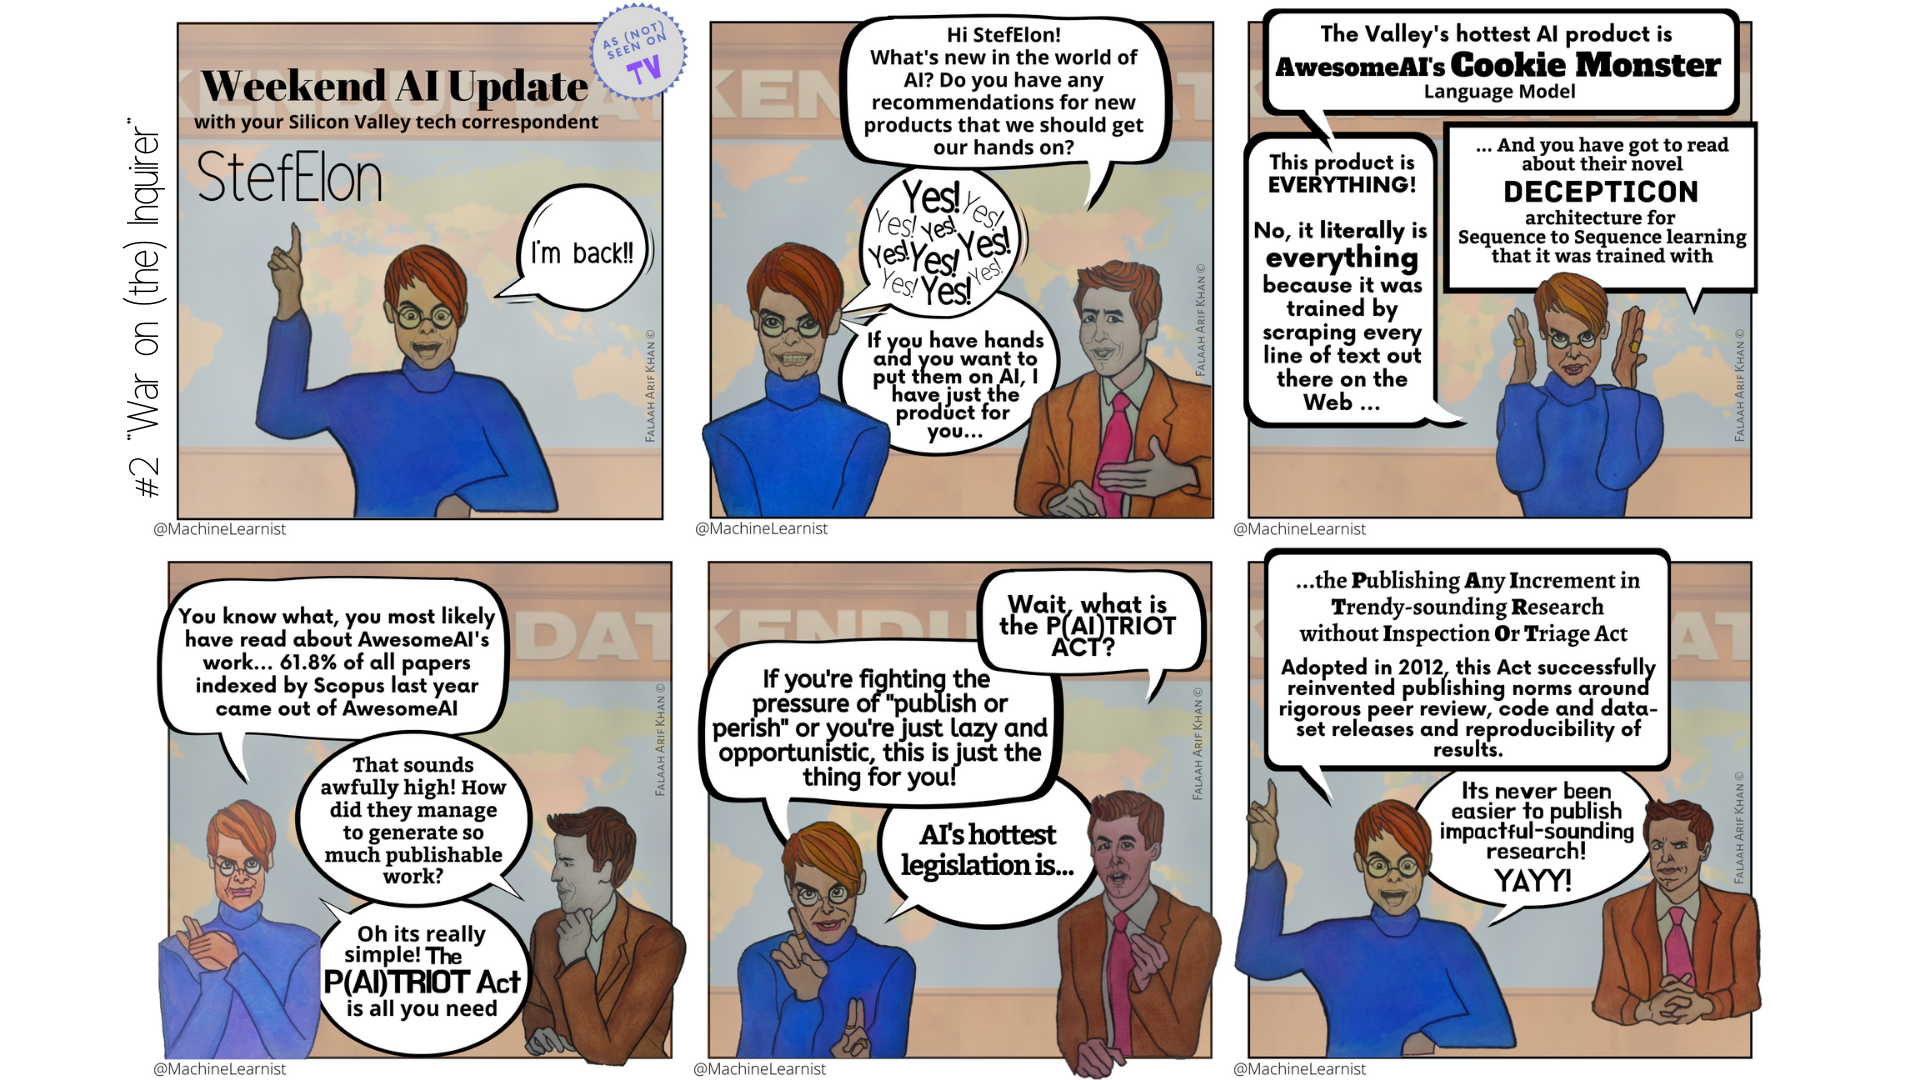 #2 "War on (the) Inquirer"
AS (NOT)
SEEN ON
TV
Weekend AI Update
with your Silicon Valley tech correspondent
StefElon
I'm back!!
FALAAH ARIF KHAN ©
@MachineLearnist
Hi StefElon!
What's new in the world of
AI? Do you have any
recommendations for new
products that we should get
our hands on?
Yes!
Yes!
Yes!
Yes!
Yes!
Yes!
Yes!
Yes!
Yes!
Yes!
If you have hands
and you want to
put them on AI, I
have just the
product for
you...
FALAAH ARIF KHAN ©
@MachineLearnist
The Valley's hottest AI product is
AwesomeAI's Cookie Monster
Language Model
This product is
EVERYTHING!
No, it literally is
everything
because it was
trained by
scraping every
line of text out
there on the
Web ...
... And you have got to read
about their novel
DECEPTICON
architecture for
Sequence to Sequence learning
that it was trained with
FALAAH ARIF KHAN ©
@MachineLearnist
You know what, you most likely
have read about AwesomeAI's
work... 61.8% of all papers
indexed by Scopus last year
came out of AwesomeAI
That sounds
awfully high! How
did they manage
to generate so
much publishable
work?
Oh its really
simple! The
P(AI)TRIOT Act
is all you need
DAT
FALAAH ARIF KHAN ©
@MachineLearnist
Wait, what is
the P(AI)TRIOT
ACT?
If you're fighting the
pressure of "publish or
perish" or you're just lazy and
opportunistic, this is just the
thing for you!
AI's hottest
legislation is...
KENDU
FALAAH ARIF KHAN ©
@MachineLearnist
...the Publishing Any Increment in
Trendy-sounding Research
without Inspection Or Triage Act
Adopted in 2012, this Act successfully
reinvented publishing norms around
rigorous peer review, code and data-
set releases and reproducibility of
results.
Its never been
easier to publish
impactful-sounding
research!
YAYY!
AT
FALAAH ARIF KHAN ©
@MachineLearnist